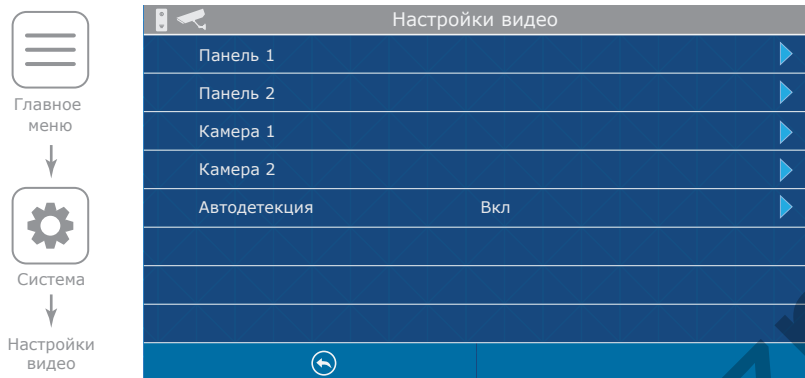 Главное
меню
Система
Настройки
видео
Настройки видео
Панель 1
Панель 2
Камера 1
Камера 2
Автодетекция Вкл